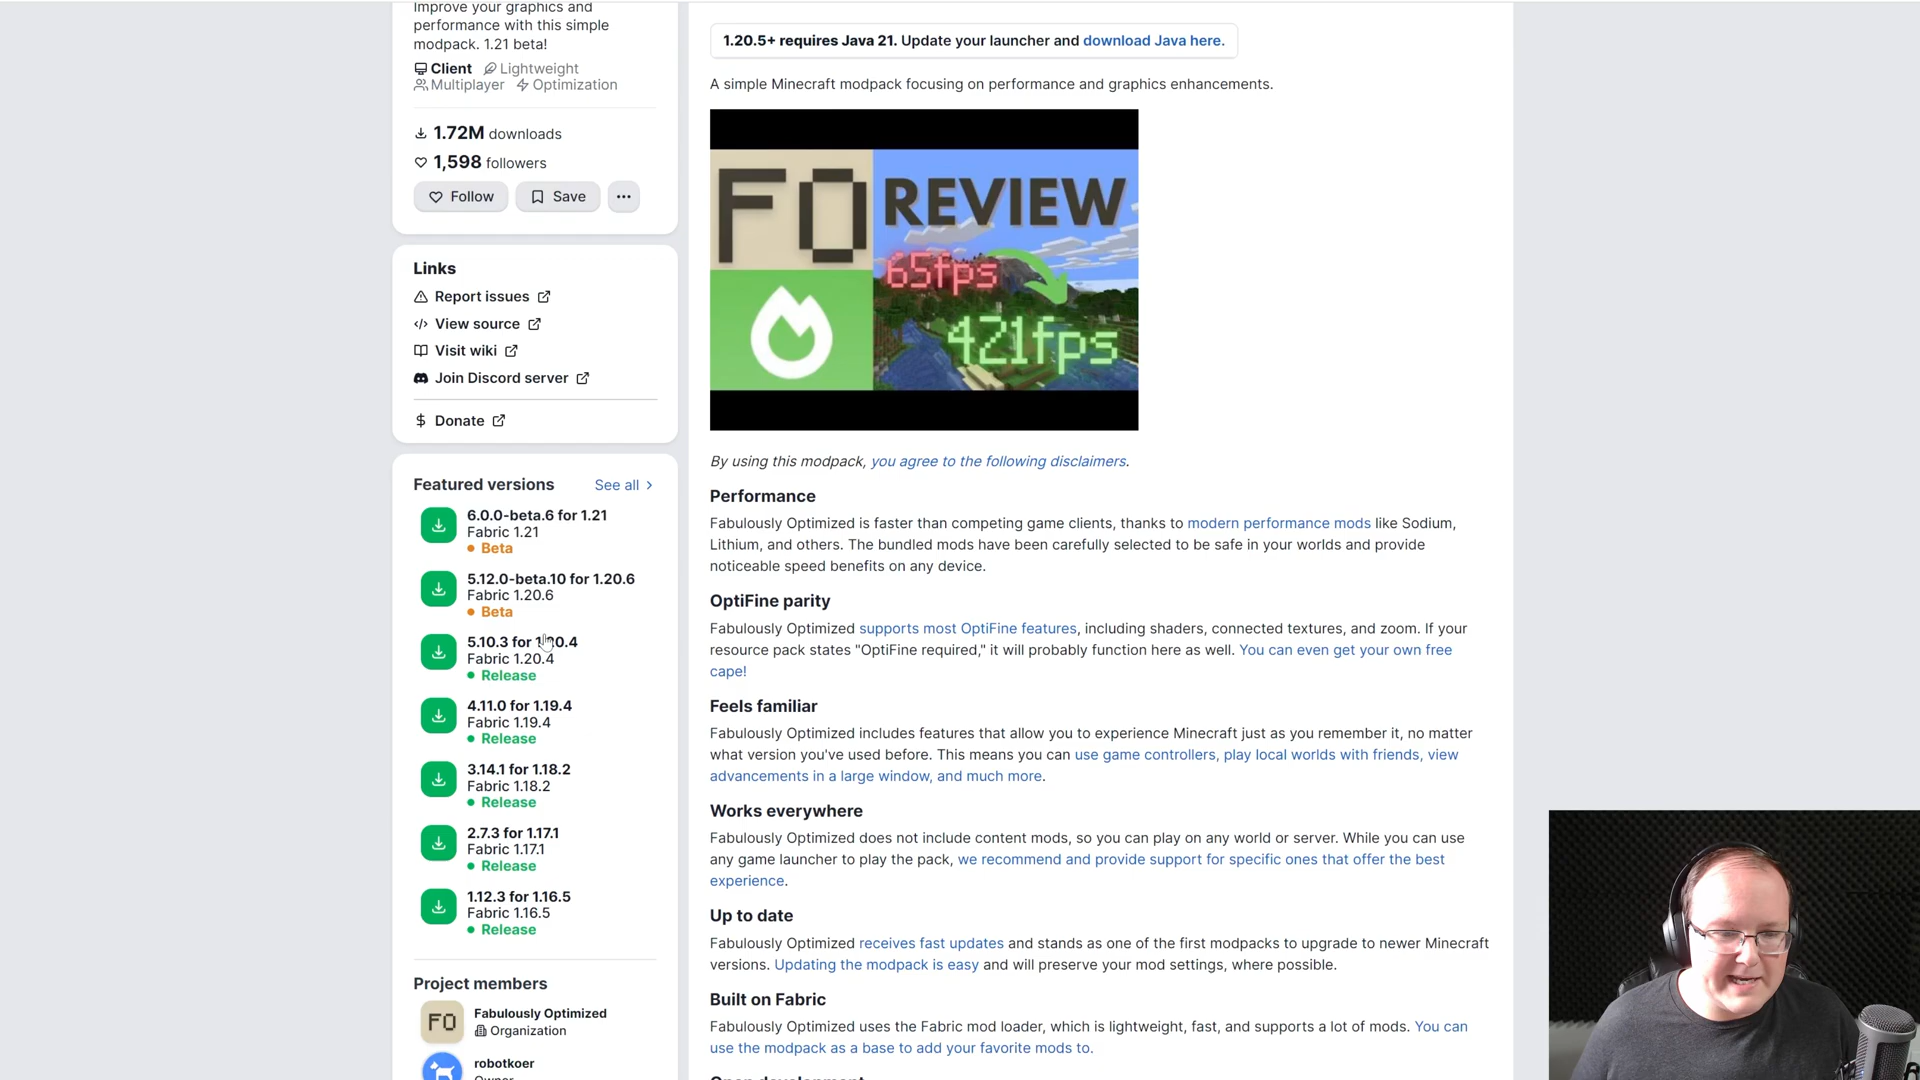 Improve your graphics and
performance with this simple
modpack. 1.21 beta!
Client Lightweight
Multiplayer Optimization
1.72M downloads
1,598 followers
Follow Save
Links
Report issues
View source
Visit wiki
Join Discord server
Donate
Featured versions See all
6.0.0-beta.6 for 1.21
Fabric 1.21
Beta
5.12.0-beta.10 for 1.20.6
Fabric 1.20.6
Beta
5.10.3 for 1.20.4
Fabric 1.20.4
Release
4.11.0 for 1.19.4
Fabric 1.19.4
Release
3.14.1 for 1.18.2
Fabric 1.18.2
Release
2.7.3 for 1.17.1
Fabric 1.17.1
Release
1.12.3 for 1.16.5
Fabric 1.16.5
Release
Project members
FO
Fabulously Optimized
Organization
robotkoer
1.20.5+ requires Java 21. Update your launcher and download Java here.
A simple Minecraft modpack focusing on performance and graphics enhancements.
FO REVIEW
65fps
421fps
By using this modpack, you agree to the following disclaimers.
Performance
Fabulously Optimized is faster than competing game clients, thanks to modern performance mods like Sodium,
Lithium, and others. The bundled mods have been carefully selected to be safe in your worlds and provide
noticeable speed benefits on any device.
OptiFine parity
Fabulously Optimized supports most OptiFine features, including shaders, connected textures, and zoom. If your
resource pack states "OptiFine required," it will probably function here as well. You can even get your own free
cape!
Feels familiar
Fabulously Optimized includes features that allow you to experience Minecraft just as you remember it, no matter
what version you've used before. This means you can use game controllers, play local worlds with friends, view
advancements in a large window, and much more.
Works everywhere
Fabulously Optimized does not include content mods, so you can play on any world or server. While you can use
any game launcher to play the pack, we recommend and provide support for specific ones that offer the best
experience.
Up to date
Fabulously Optimized receives fast updates and stands as one of the first modpacks to upgrade to newer Minecraft
versions. Updating the modpack is easy and will preserve your mod settings, where possible.
Built on Fabric
Fabulously Optimized uses the Fabric mod loader, which is lightweight, fast, and supports a lot of mods. You can
use the modpack as a base to add your favorite mods to.